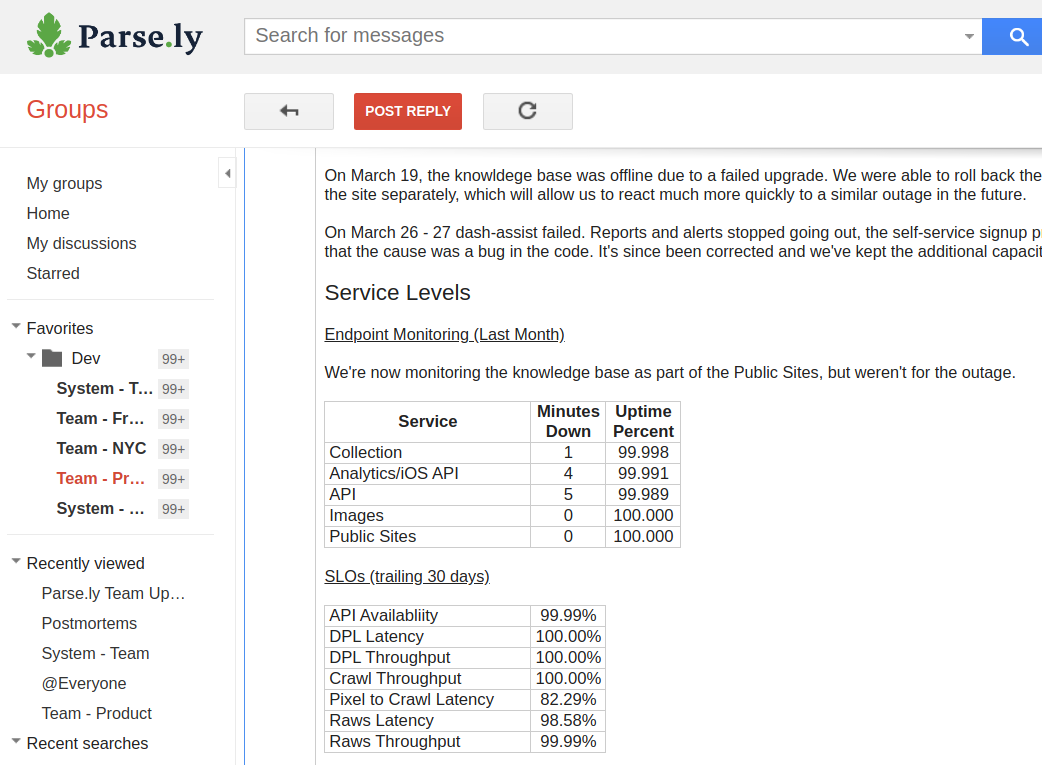 Parse.ly
Search for messages
Groups
POST REPLY
My groups
Home
My discussions
Starred
Favorites
Dev 99+
System - T... 99+
Team - Fr... 99+
Team - NYC 99+
Team - Pr... 99+
System - ... 99+
Recently viewed
Parse.ly Team Up...
Postmortems
System - Team
@Everyone
Team - Product
Recent searches
On March 19, the knowldege base was offline due to a failed upgrade. We were able to roll back the
the site separately, which will allow us to react much more quickly to a similar outage in the future.
On March 26 - 27 dash-assist failed. Reports and alerts stopped going out, the self-service signup p
that the cause was a bug in the code. It's since been corrected and we've kept the additional capacit
Service Levels
Endpoint Monitoring (Last Month)
We're now monitoring the knowledge base as part of the Public Sites, but weren't for the outage.
Service Minutes Down Uptime Percent
Collection 1 99.998
Analytics/iOS API 4 99.991
API 5 99.989
Images 0 100.000
Public Sites 0 100.000
SLOs (trailing 30 days)
API Availabliity 99.99%
DPL Latency 100.00%
DPL Throughput 100.00%
Crawl Throughput 100.00%
Pixel to Crawl Latency 82.29%
Raws Latency 98.58%
Raws Throughput 99.99%